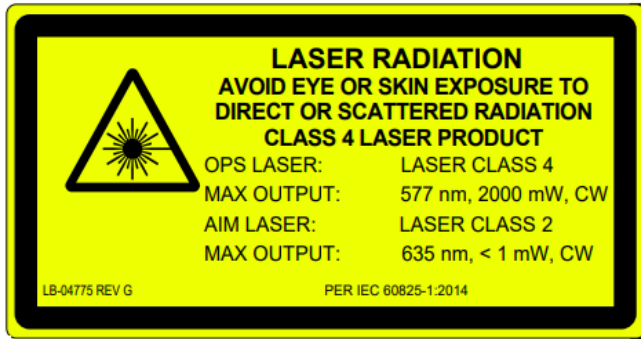 LASER RADIATION
AVOID EYE OR SKIN EXPOSURE TO
DIRECT OR SCATTERED RADIATION
CLASS 4 LASER PRODUCT
OPS LASER: LASER CLASS 4
MAX OUTPUT: 577 nm, 2000 mW, CW
AIM LASER: LASER CLASS 2
MAX OUTPUT: 635 nm, < 1 mW, CW
LB-04775 REV G PER IEC 60825-1:2014